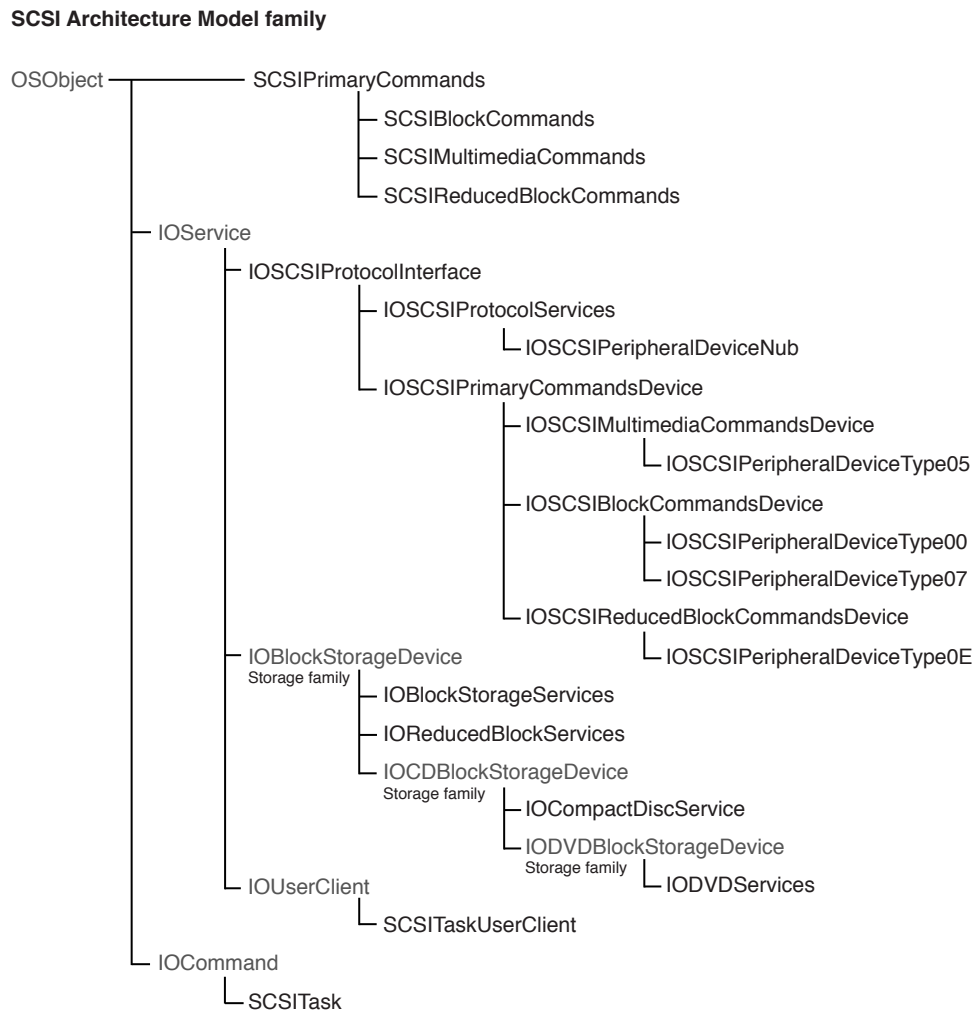 SCSI Architecture Model family
OSObject
SCSIPrimaryCommands
SCSIBlockCommands
SCSIMultimediaCommands
SCSIReducedBlockCommands
IOService
IOSCSIProtocolInterface
IOSCSIProtocolServices
IOSCSIPeripheralDeviceNub
IOSCSIPrimaryCommandsDevice
IOSCSIMultimediaCommandsDevice
IOSCSIPeripheralDeviceType05
IOSCSIBlockCommandsDevice
IOSCSIPeripheralDeviceType00
IOSCSIPeripheralDeviceType07
IOSCSIReducedBlockCommandsDevice
IOSCSIPeripheralDeviceType0E
IOBlockStorageDevice
Storage family
IOBlockStorageServices
IOReducedBlockServices
IOCDBlockStorageDevice
Storage family
IOCompactDiscService
IODVDBlockStorageDevice
Storage family
IODVDServices
IOUserClient
SCSITaskUserClient
IOCommand
SCSITask